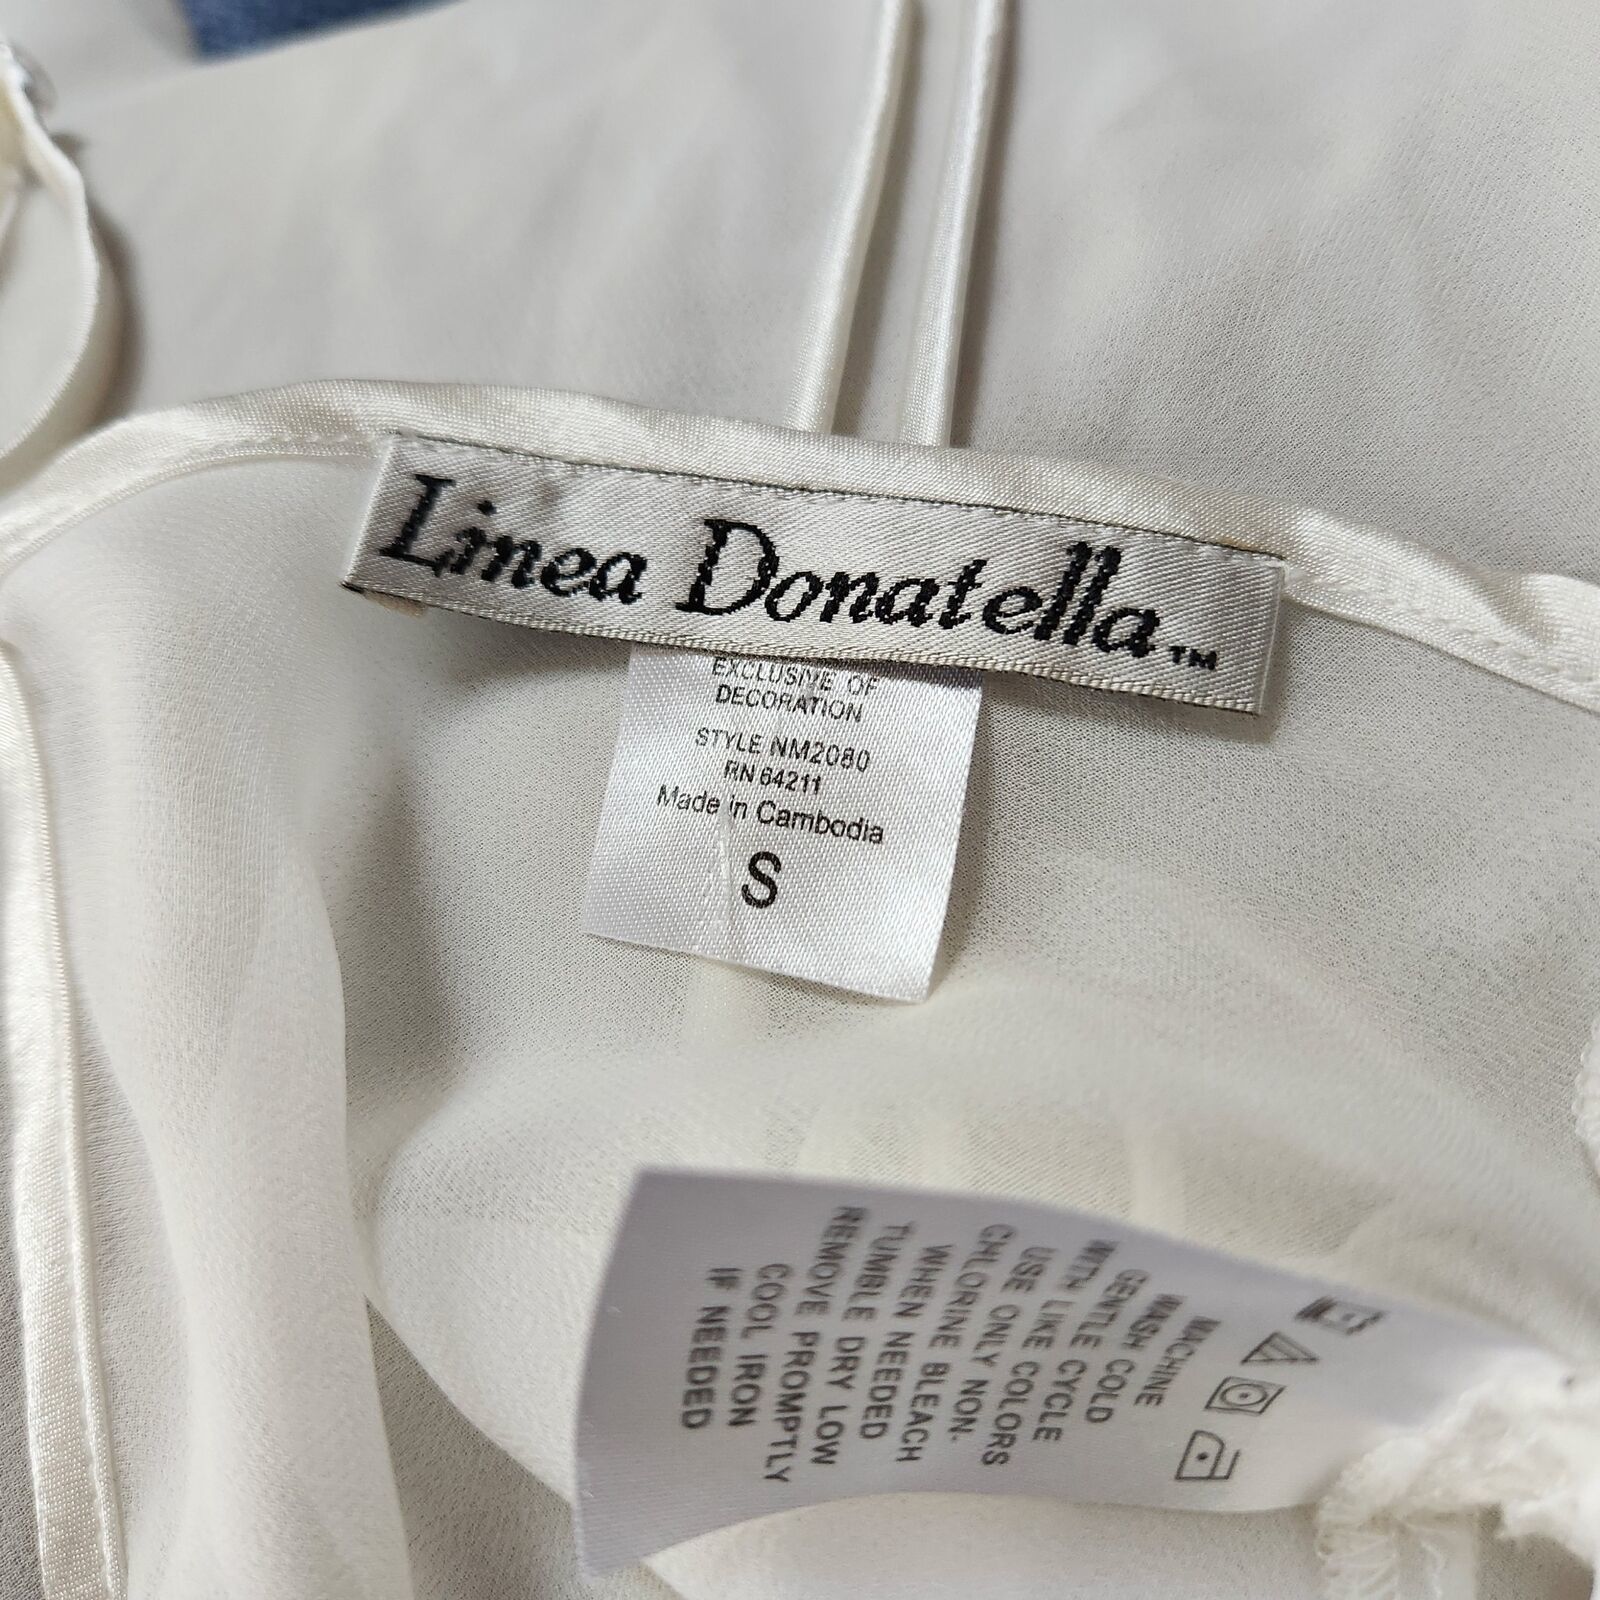 Linea Donatella™
EXCLUSIVE OF
DECORATION
STYLE NM2080
RN 64211
Made in Cambodia
S
MACHINE
WASH COLD
GENTLE CYCLE
WITH LIKE COLORS
USE ONLY NON-
CHLORINE BLEACH
WHEN NEEDED
TUMBLE DRY LOW
REMOVE PROMPTLY
COOL IRON
IF NEEDED